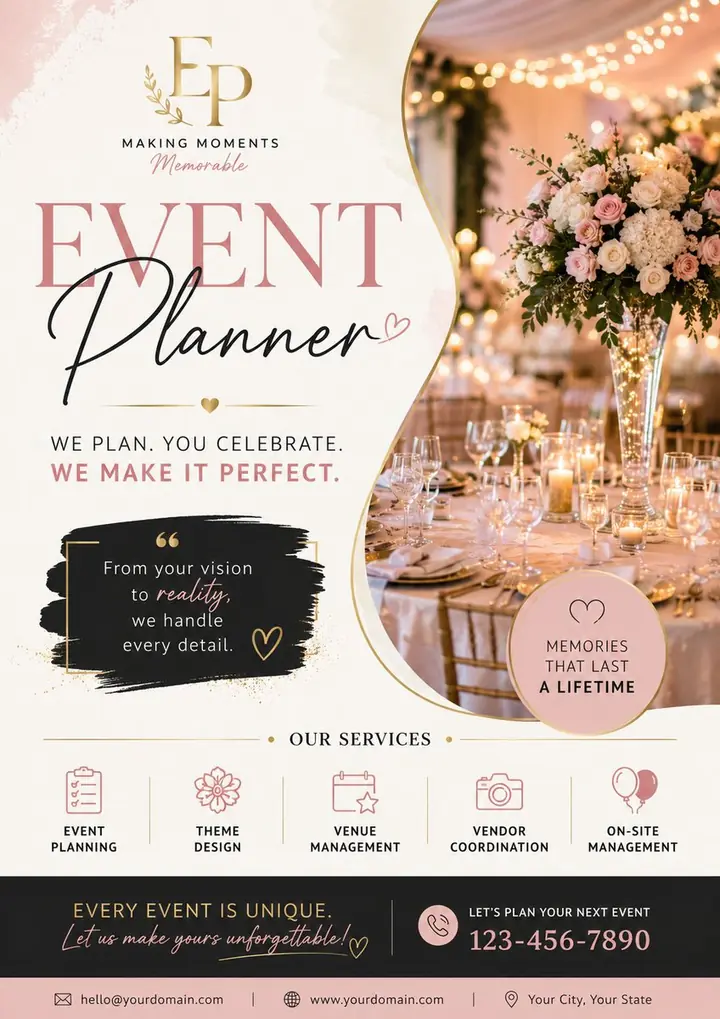 EP
MAKING MOMENTS
Memorable
EVENT
Planner
WE PLAN. YOU CELEBRATE.
WE MAKE IT PERFECT.
“
From your vision
to reality,
we handle
every detail.
MEMORIES
THAT LAST
A LIFETIME
OUR SERVICES
EVENT
PLANNING
THEME
DESIGN
VENUE
MANAGEMENT
VENDOR
COORDINATION
ON-SITE
MANAGEMENT
EVERY EVENT IS UNIQUE.
Let us make yours unforgettable!
LET'S PLAN YOUR NEXT EVENT
123-456-7890
hello@yourdomain.com | www.yourdomain.com | Your City, Your State